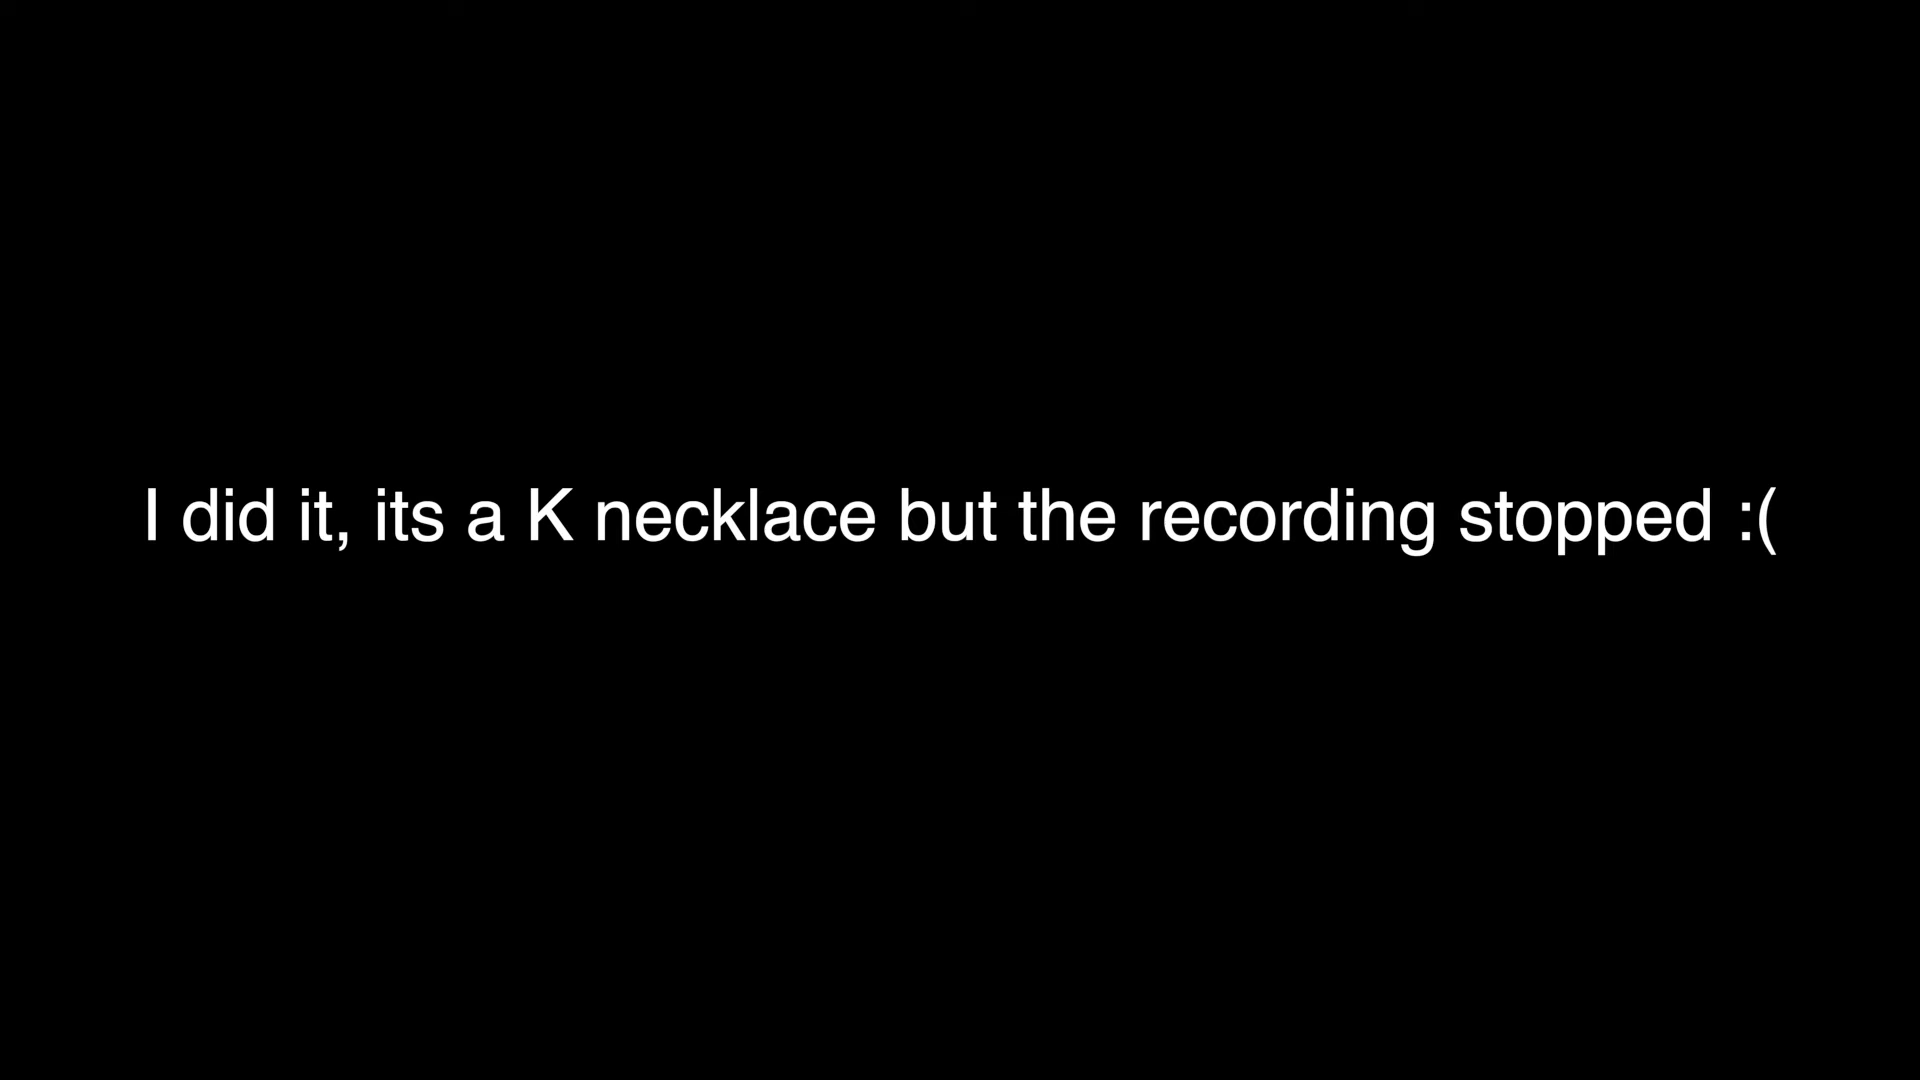 I did it, its a K necklace but the recording stopped :(